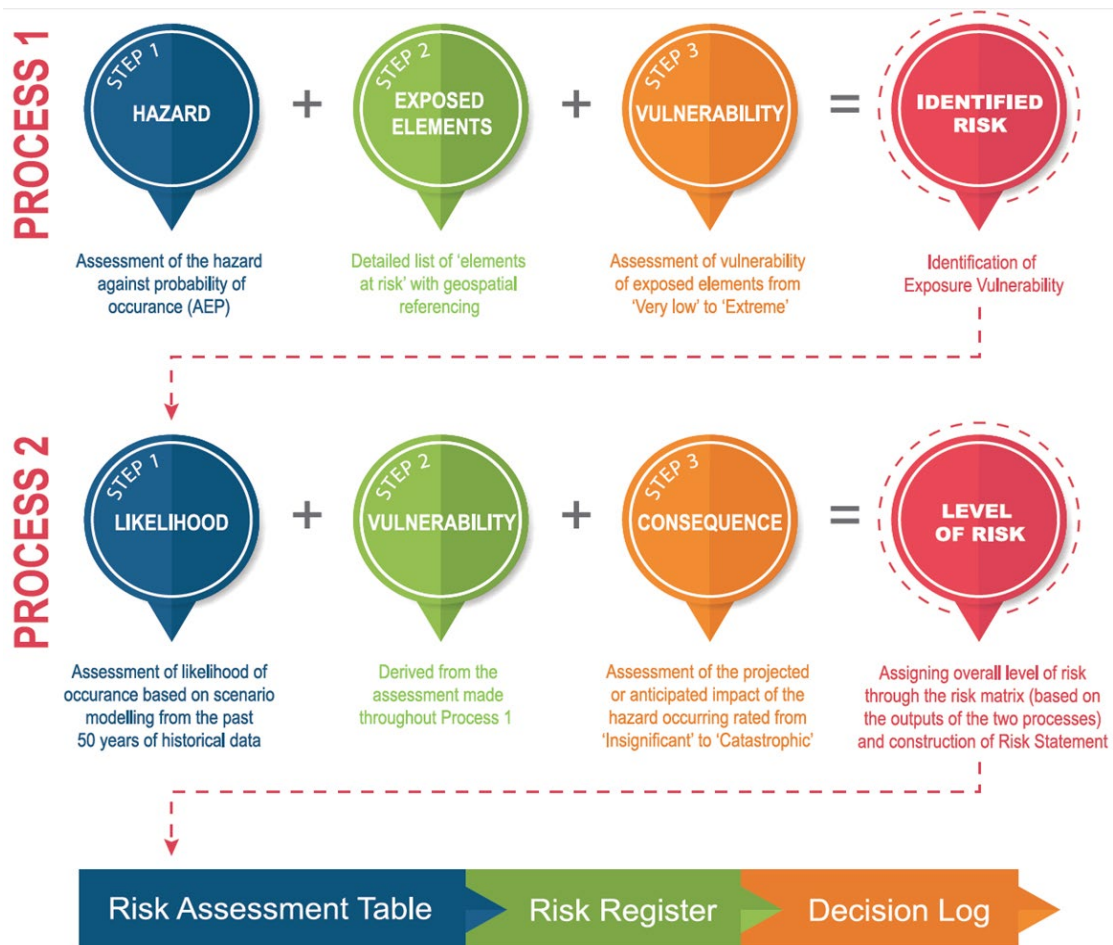 PROCESS 1
STEP 1
HAZARD
+
STEP 2
EXPOSED
ELEMENTS
+
STEP 3
VULNERABILITY
=
IDENTIFIED
RISK
Assessment of the hazard
against probability of
occurance (AEP)
Detailed list of ‘elements
at risk’ with geospatial
referencing
Assessment of vulnerability
of exposed elements from
‘Very low’ to ‘Extreme’
Identification of
Exposure Vulnerability
PROCESS 2
STEP 1
LIKELIHOOD
+
STEP 2
VULNERABILITY
+
STEP 3
CONSEQUENCE
=
LEVEL
OF RISK
Assessment of likelihood of
occurance based on scenario
modelling from the past
50 years of historical data
Derived from the
assessment made
throughout Process 1
Assessment of the projected
or anticipated impact of the
hazard occurring rated from
‘Insignificant’ to ‘Catastrophic’
Assigning overall level of risk
through the risk matrix (based on
the outputs of the two processes)
and construction of Risk Statement
Risk Assessment Table
Risk Register
Decision Log